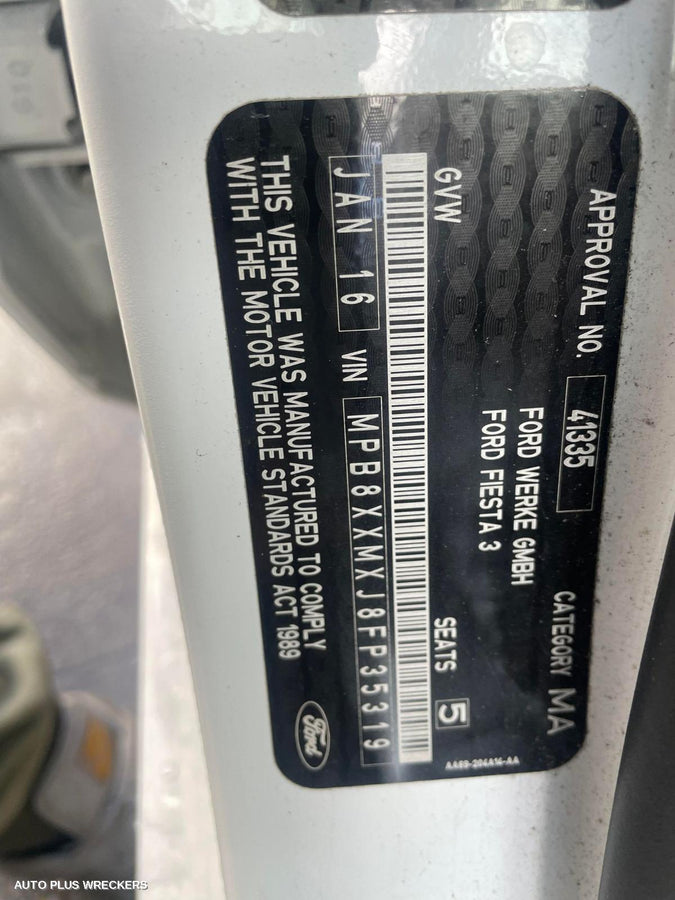 APPROVAL NO. 41335 CATEGORY MA
FORD WERKE GMBH
FORD FIESTA 3
GVW SEATS 5
AA69-204A14-AA
JAN 16 VIN MPB8XXMXJ8FP35319
THIS VEHICLE WAS MANUFACTURED TO COMPLY
WITH THE MOTOR VEHICLE STANDARDS ACT 1989
Ford
AUTO PLUS WRECKERS